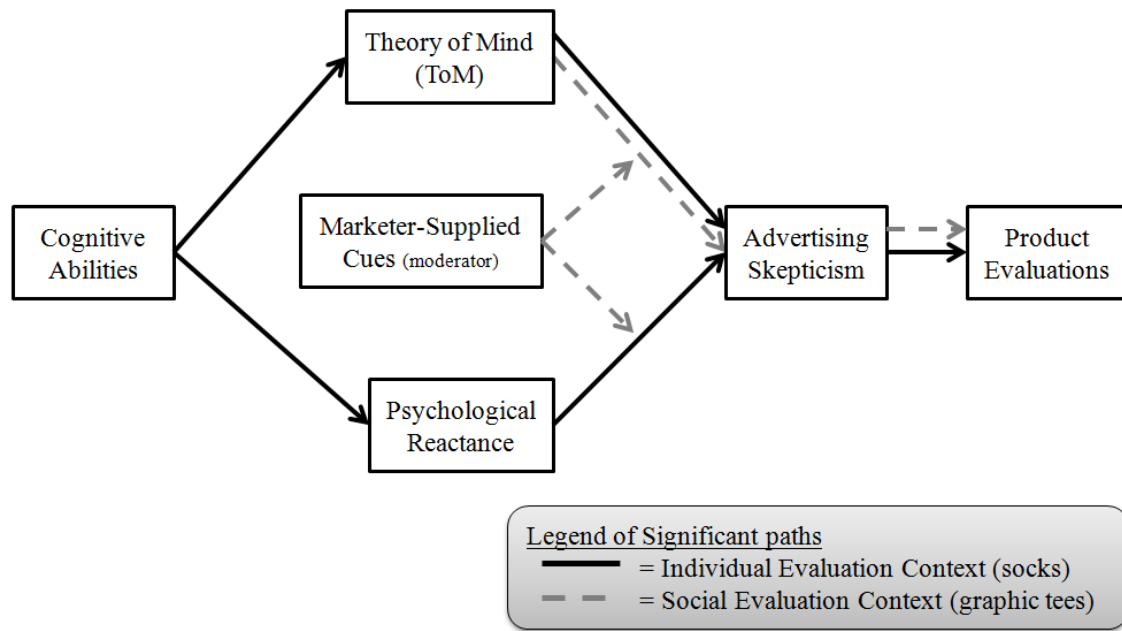 Theory of Mind
(ToM)
Cognitive
Abilities
Marketer-Supplied
Cues (moderator)
Advertising
Skepticism
Product
Evaluations
Psychological
Reactance
Legend of Significant paths
= Individual Evaluation Context (socks)
= Social Evaluation Context (graphic tees)